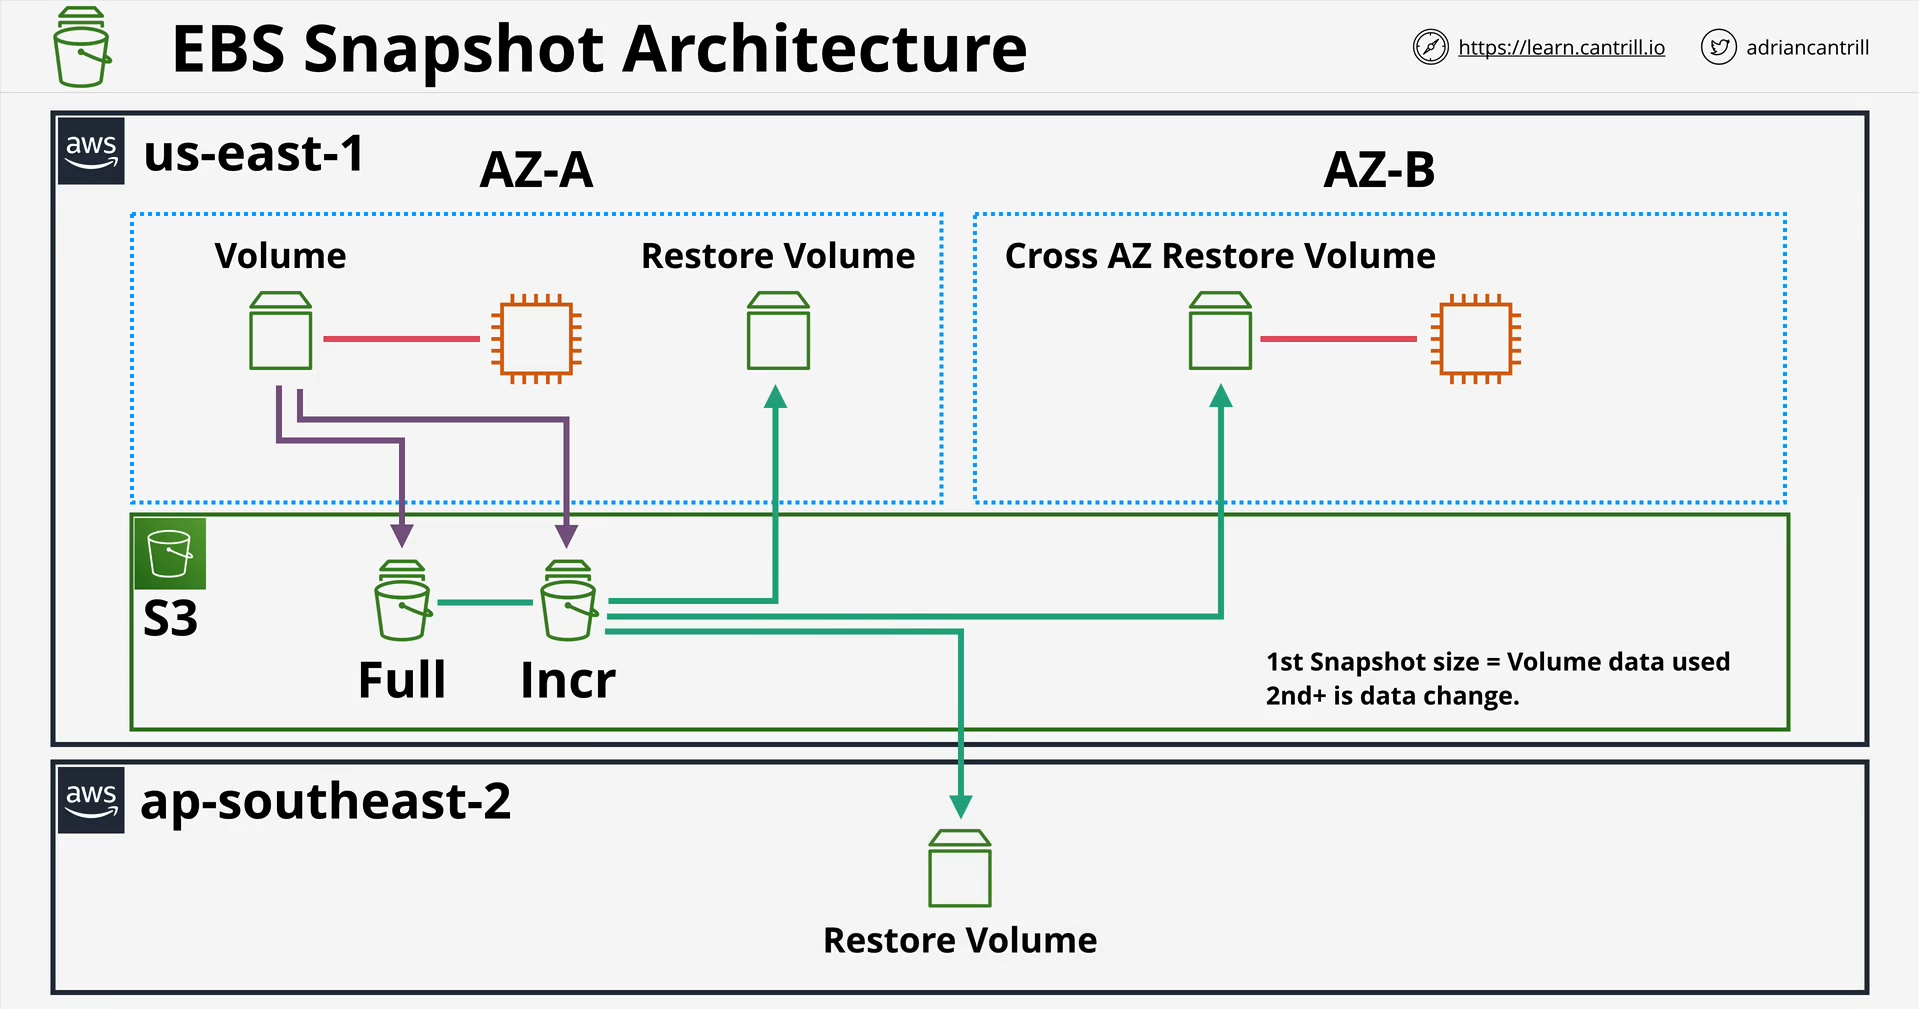 EBS Snapshot Architecture
https://learn.cantrill.io
adriancantrill
aws
us-east-1
AZ-A
AZ-B
Volume
Restore Volume
Cross AZ Restore Volume
S3
Full
Incr
1st Snapshot size = Volume data used
2nd+ is data change.
aws
ap-southeast-2
Restore Volume